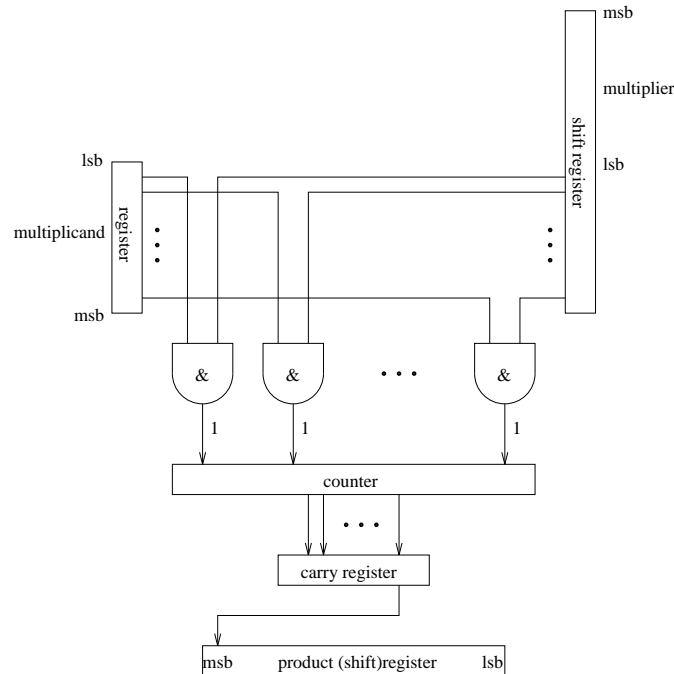 msb
multiplier
shift register
lsb
lsb
register
multiplicand
msb
& & &
1 1 1
counter
carry register
msb product (shift)register lsb